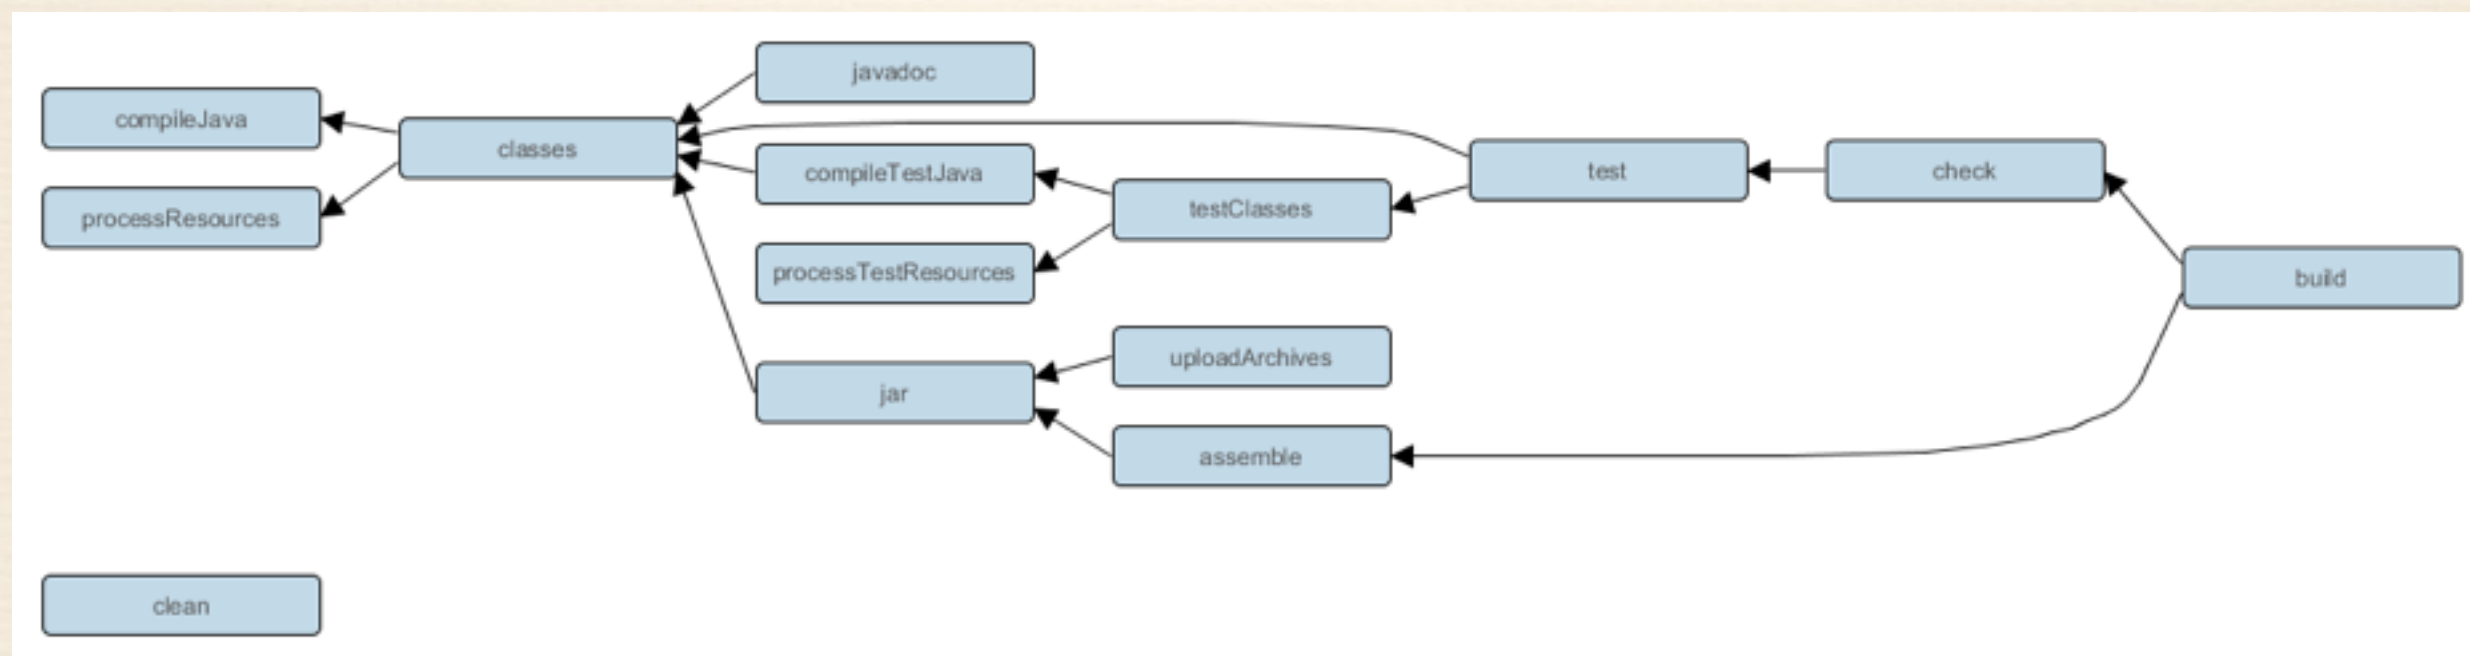 javadoc
compileJava
classes
compileTestJava
processResources
testClasses
test
check
processTestResources
build
uploadArchives
jar
assemble
clean